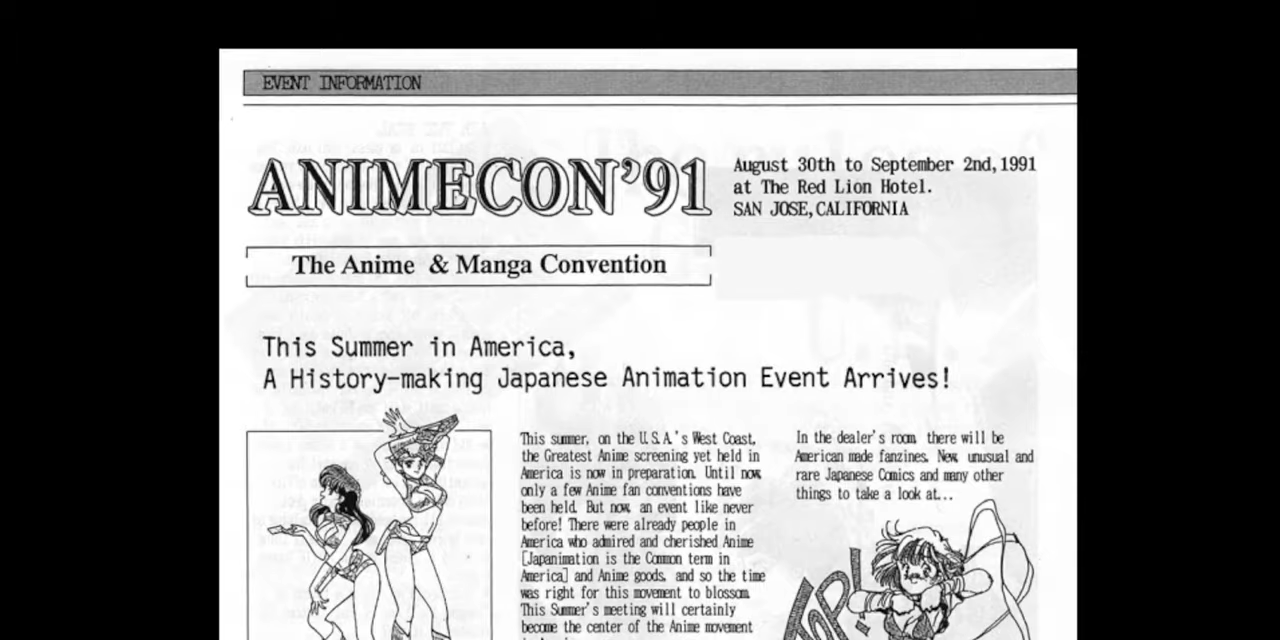 EVENT INFORMATION
ANIMECON'91
August 30th to September 2nd, 1991
at The Red Lion Hotel.
SAN JOSE, CALIFORNIA
The Anime & Manga Convention
This Summer in America,
A History-making Japanese Animation Event Arrives!
This summer, on the U.S.A.'s West Coast,
the Greatest Anime screening yet held in
America is now in preparation. Until now,
only a few Anime fan conventions have
been held. But now, an event like never
before! There were already people in
America who admired and cherished Anime
[Japanimation is the Common term in
America] and Anime goods, and so the time
was right for this movement to blossom.
This Summer's meeting will certainly
become the center of the Anime movement
In the dealer's room, there will be
American made fanzines. New, unusual and
rare Japanese Comics and many other
things to take a look at...